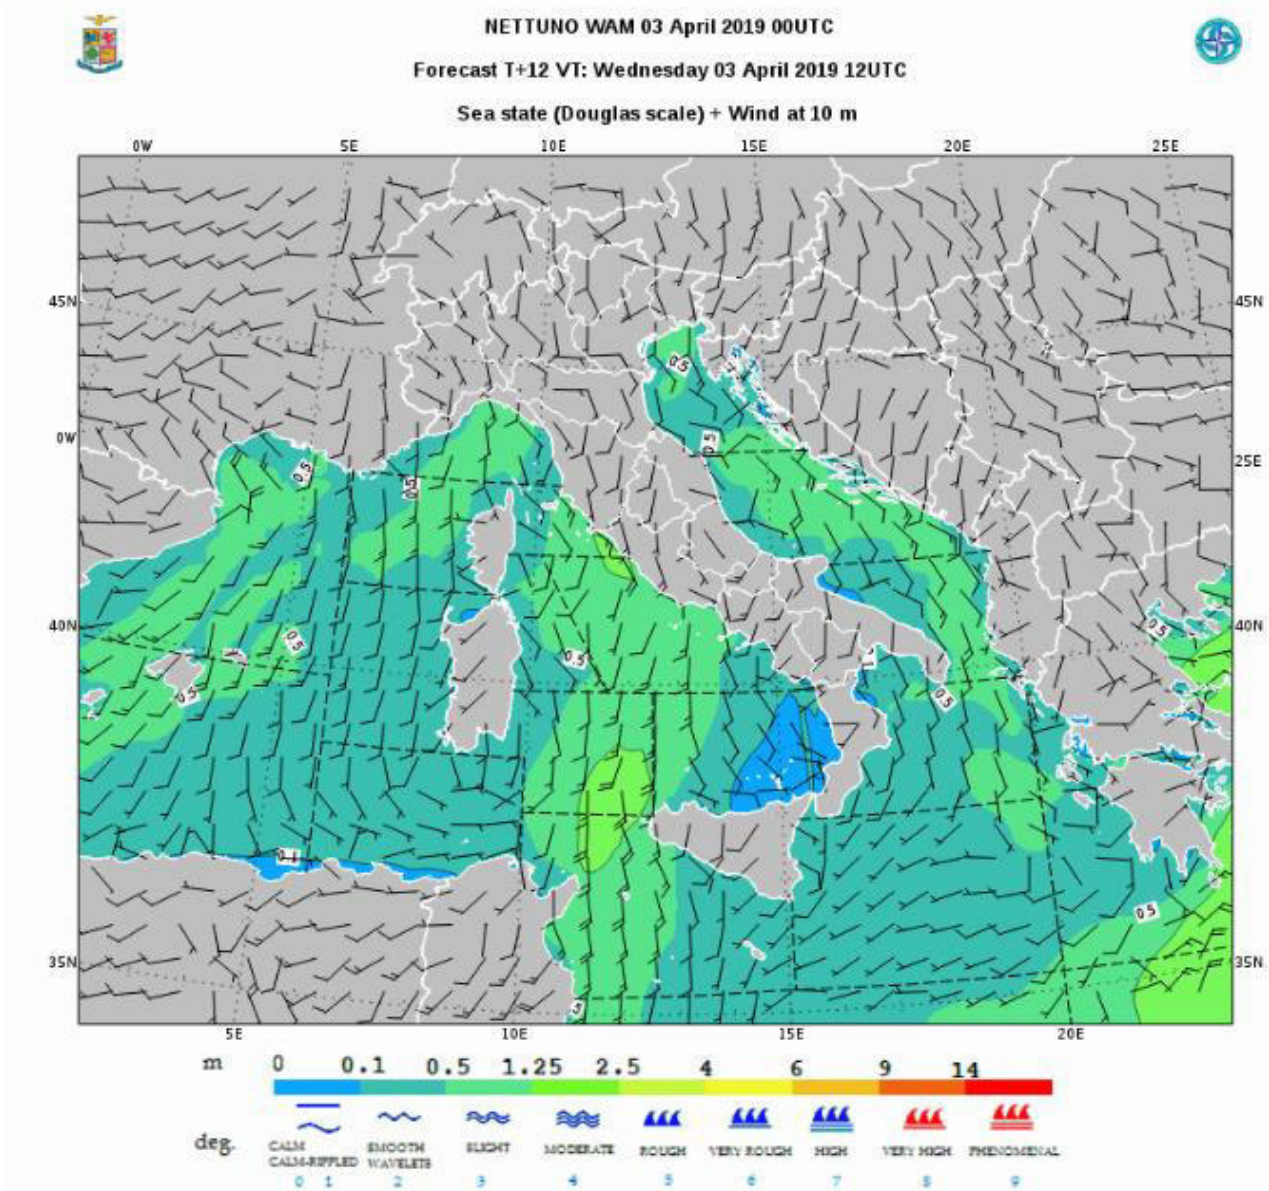 NETTUNO WAM 03 April 2019 00UTC
Forecast T+12 VT: Wednesday 03 April 2019 12UTC
Sea state (Douglas scale) + Wind at 10 m
0W 5E 10E 15E 20E 25E
45N 45N
0.5
0W 0.5 25E
0.5
0.5
40N 40N
0.5
0.5
0.5
0.5
0.5
0.1
0.5
35N 35N
5
5E 10E 15E 20E
m 0 0.1 0.5 1.25 2.5 4 6 9 14
deg. CALM SMOOTH SLIGHT MODERATE ROUGH VERY ROUGH HIGH VERY HIGH PHENOMENAL
CALM-RIPPLED WAVELETS
0 1 2 3 4 5 6 7 8 9